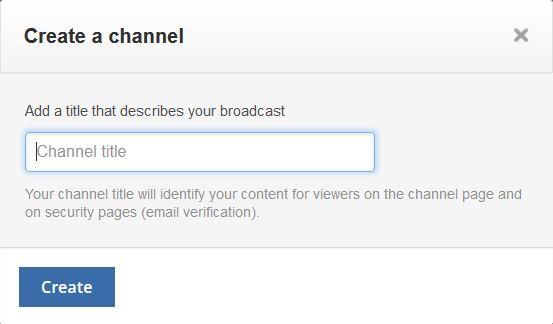 Create a channel
Add a title that describes your broadcast
Channel title
Your channel title will identify your content for viewers on the channel page and
on security pages (email verification).
Create